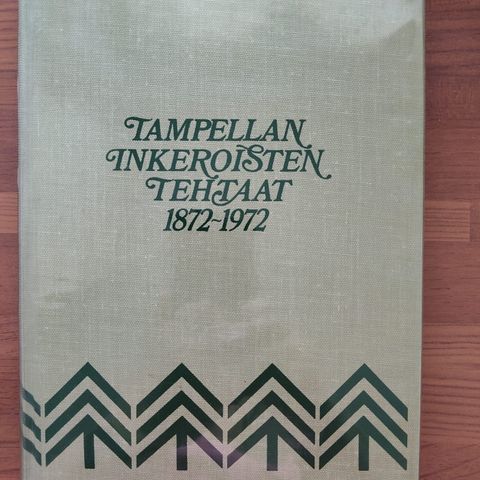 TAMPELLAN
INKEROISTEN
TEHTAAT
1872~1972